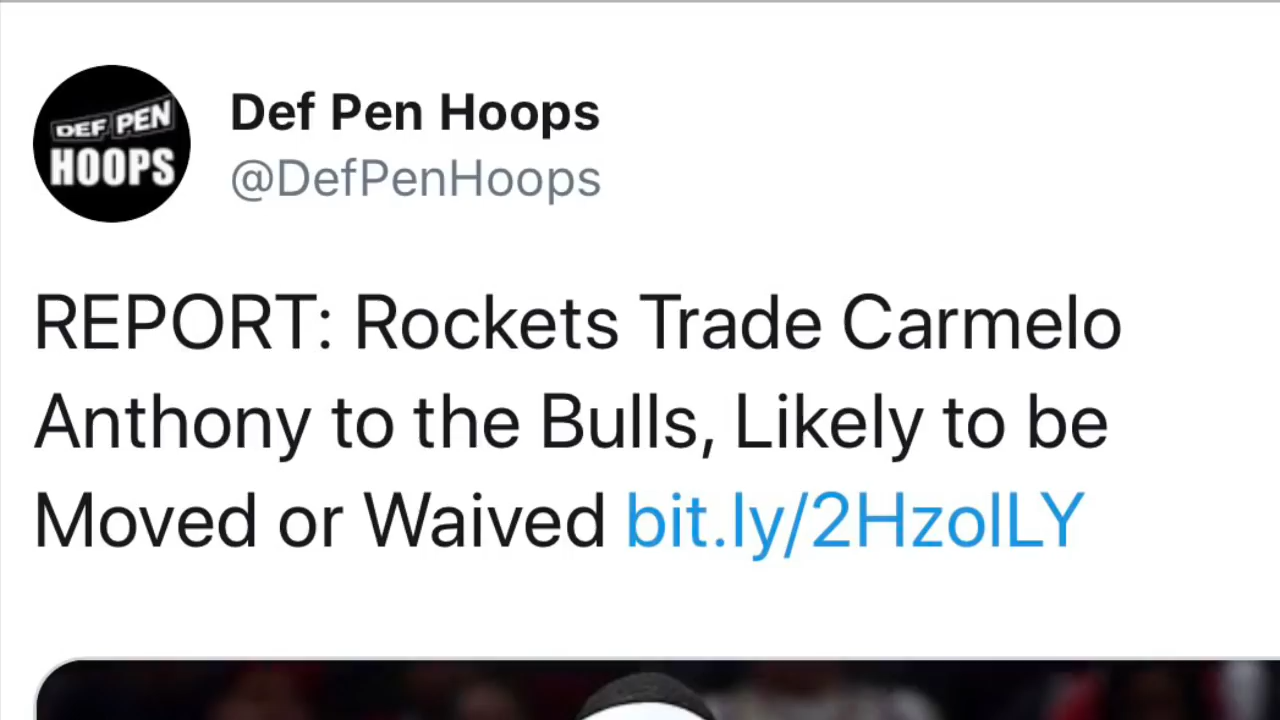 DEF PEN
HOOPS
Def Pen Hoops
@DefPenHoops
REPORT: Rockets Trade Carmelo
Anthony to the Bulls, Likely to be
Moved or Waived bit.ly/2HzolLY